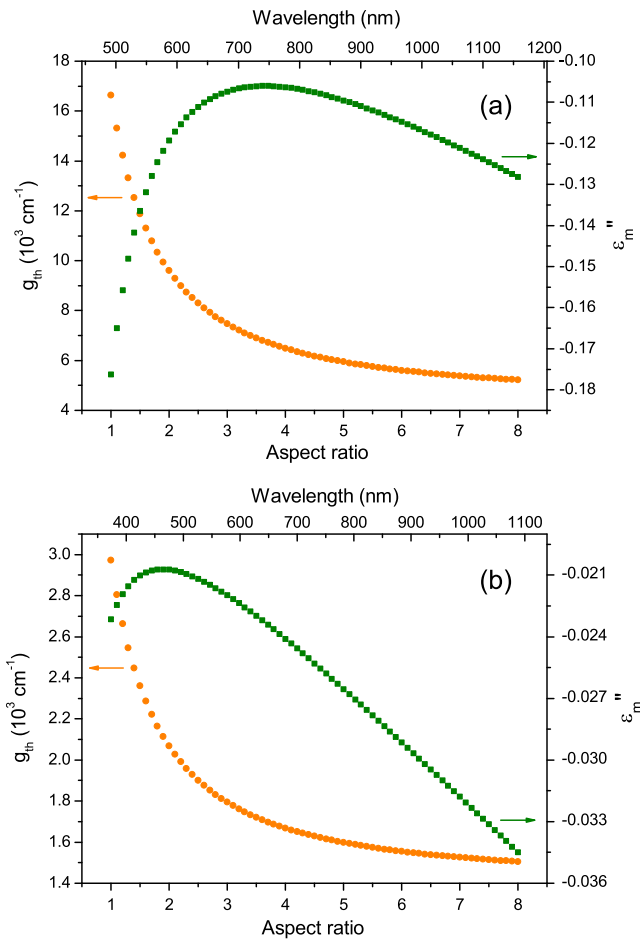 Wavelength (nm)
500 600 700 800 900 1000 1100 1200
18 16 14 12 10 8 6 4
g_th (10^3 cm^-1)
(a)
-0.10 -0.11 -0.12 -0.13 -0.14 -0.15 -0.16 -0.17 -0.18
ε_m"
1 2 3 4 5 6 7 8
Aspect ratio
Wavelength (nm)
400 500 600 700 800 900 1000 1100
3.0 2.8 2.6 2.4 2.2 2.0 1.8 1.6 1.4
g_th (10^3 cm^-1)
(b)
-0.021 -0.024 -0.027 -0.030 -0.033 -0.036
ε_m"
1 2 3 4 5 6 7 8
Aspect ratio